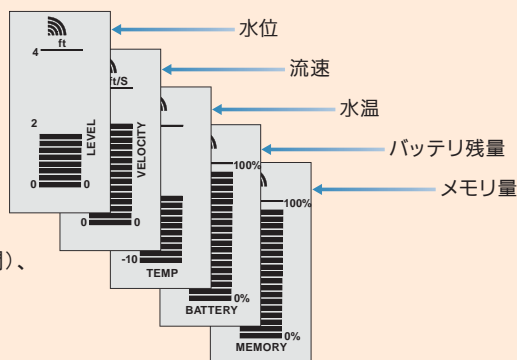 水位
ft
4
2
LEVEL
0 0
流速
ft/S
VELOCITY
0 0
水温
-10
TEMP
バッテリ残量
100%
0%
BATTERY
メモリ量
100%
0%
MEMORY
)、